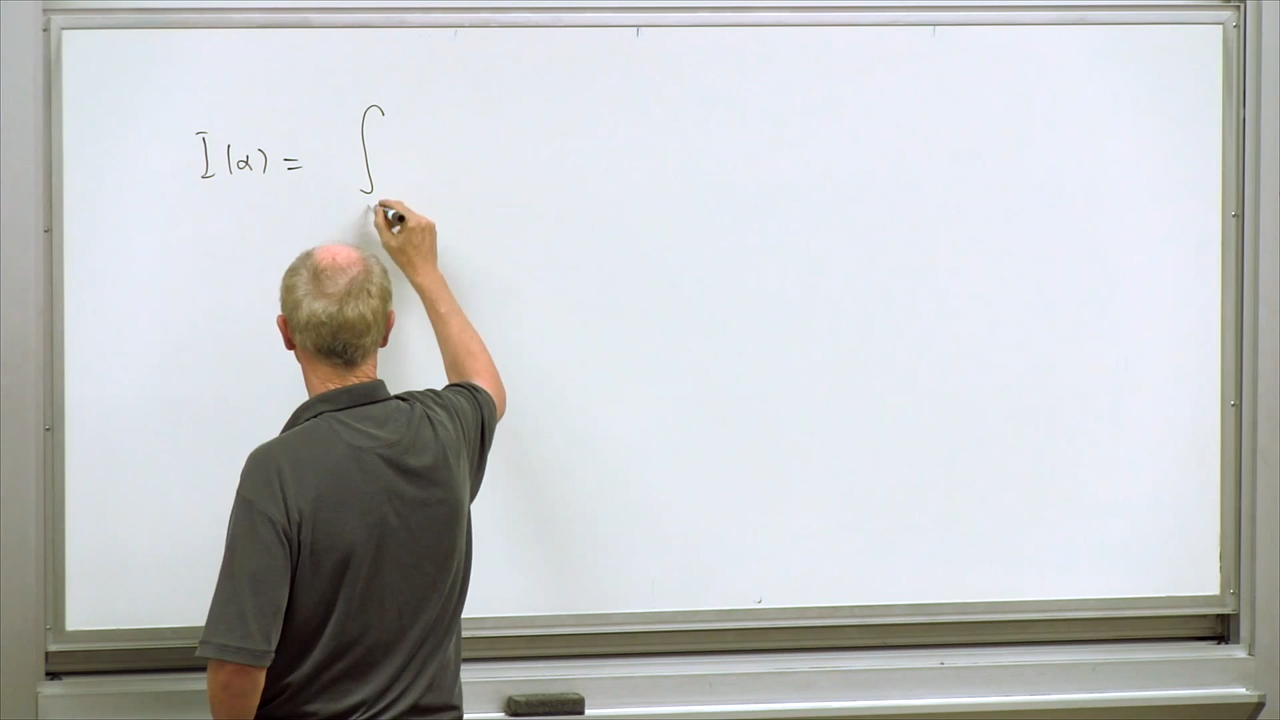 I(α) = ∫